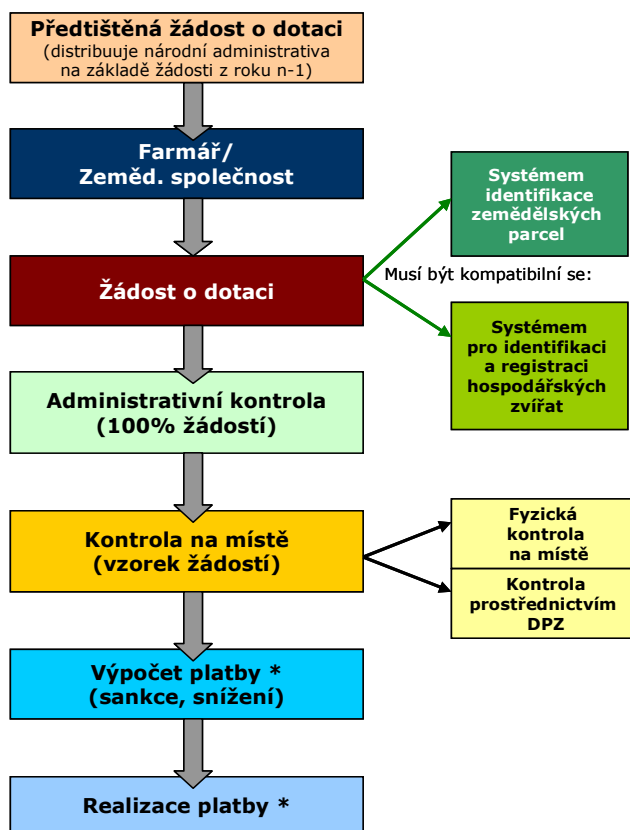 Předtištěná žádost o dotaci
(distribuuje národní administrativa
na základě žádosti z roku n-1)
Farmář/
Zeměd. společnost
Systémem
identifikace
zemědělských
parcel
Žádost o dotaci
Musí být kompatibilní se:
Systémem
pro identifikaci
a registraci
hospodářských
zvířat
Administrativní kontrola
(100% žádostí)
Kontrola na místě
(vzorek žádostí)
Fyzická
kontrola
na místě
Kontrola
prostřednictvím
DPZ
Výpočet platby *
(sankce, snížení)
Realizace platby *